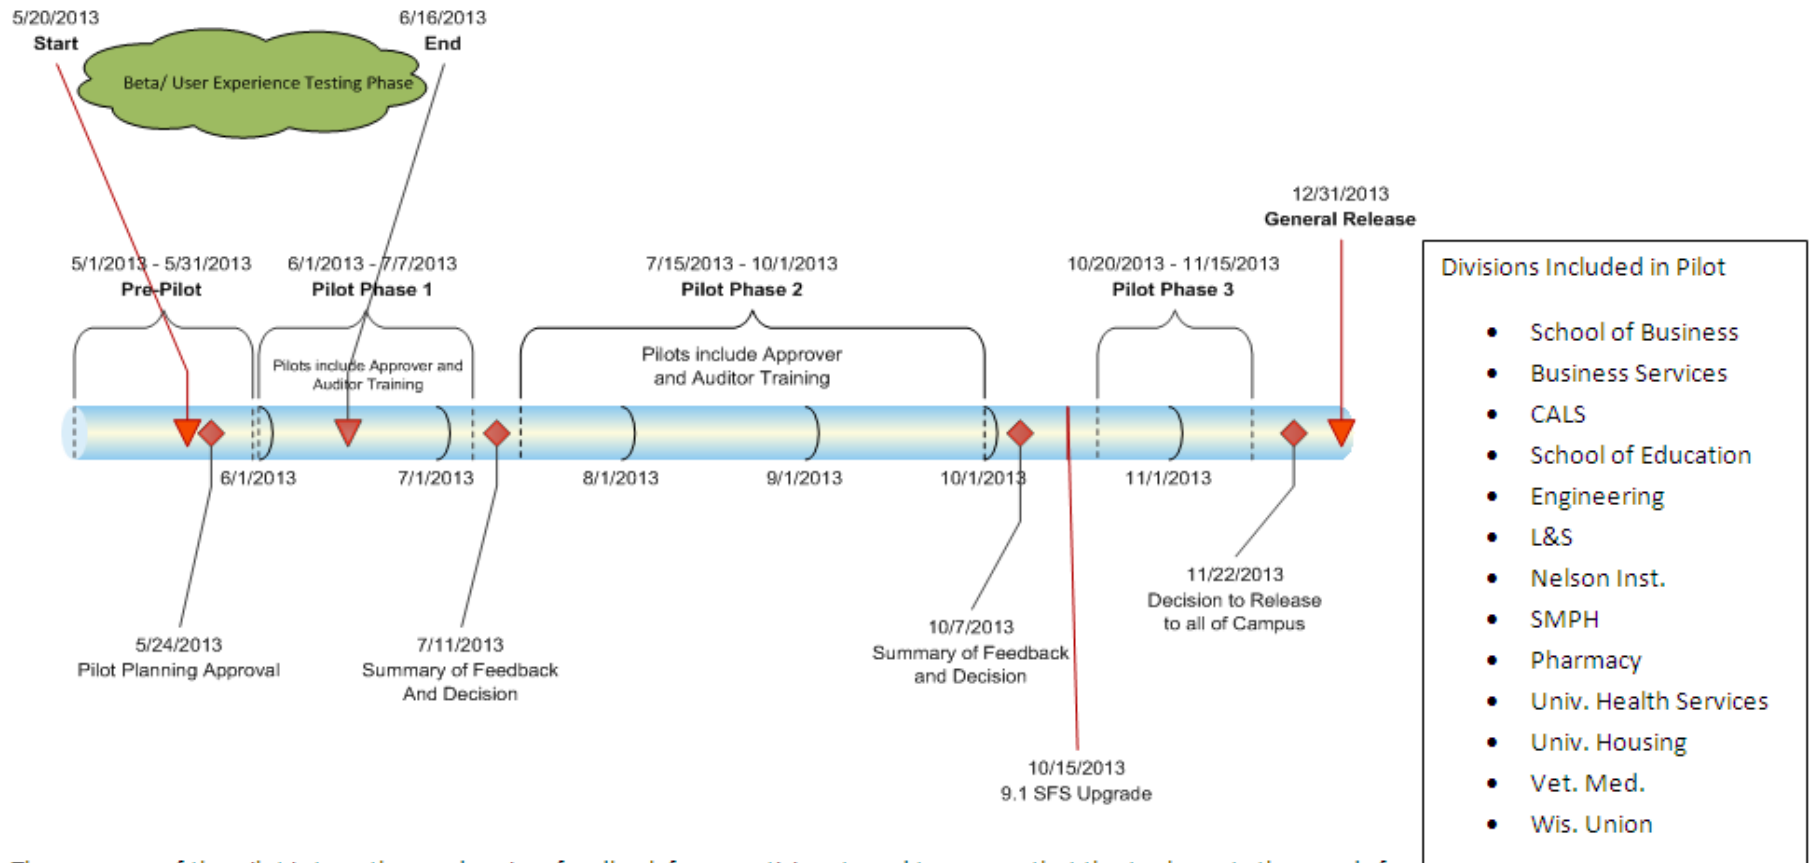 5/20/2013
Start
6/16/2013
End
Beta/ User Experience Testing Phase
12/31/2013
General Release
5/1/2013 - 5/31/2013
Pre-Pilot
6/1/2013 - 7/7/2013
Pilot Phase 1
7/15/2013 - 10/1/2013
Pilot Phase 2
10/20/2013 - 11/15/2013
Pilot Phase 3
Pilots include Approver and
Auditor Training
Pilots include Approver
and Auditor Training
6/1/2013
7/1/2013
8/1/2013
9/1/2013
10/1/2013
11/1/2013
5/24/2013
Pilot Planning Approval
7/11/2013
Summary of Feedback
And Decision
10/7/2013
Summary of Feedback
and Decision
11/22/2013
Decision to Release
to all of Campus
10/15/2013
9.1 SFS Upgrade
Divisions Included in Pilot
• School of Business
• Business Services
• CALS
• School of Education
• Engineering
• L&S
• Nelson Inst.
• SMPH
• Pharmacy
• Univ. Health Services
• Univ. Housing
• Vet. Med.
• Wis. Union